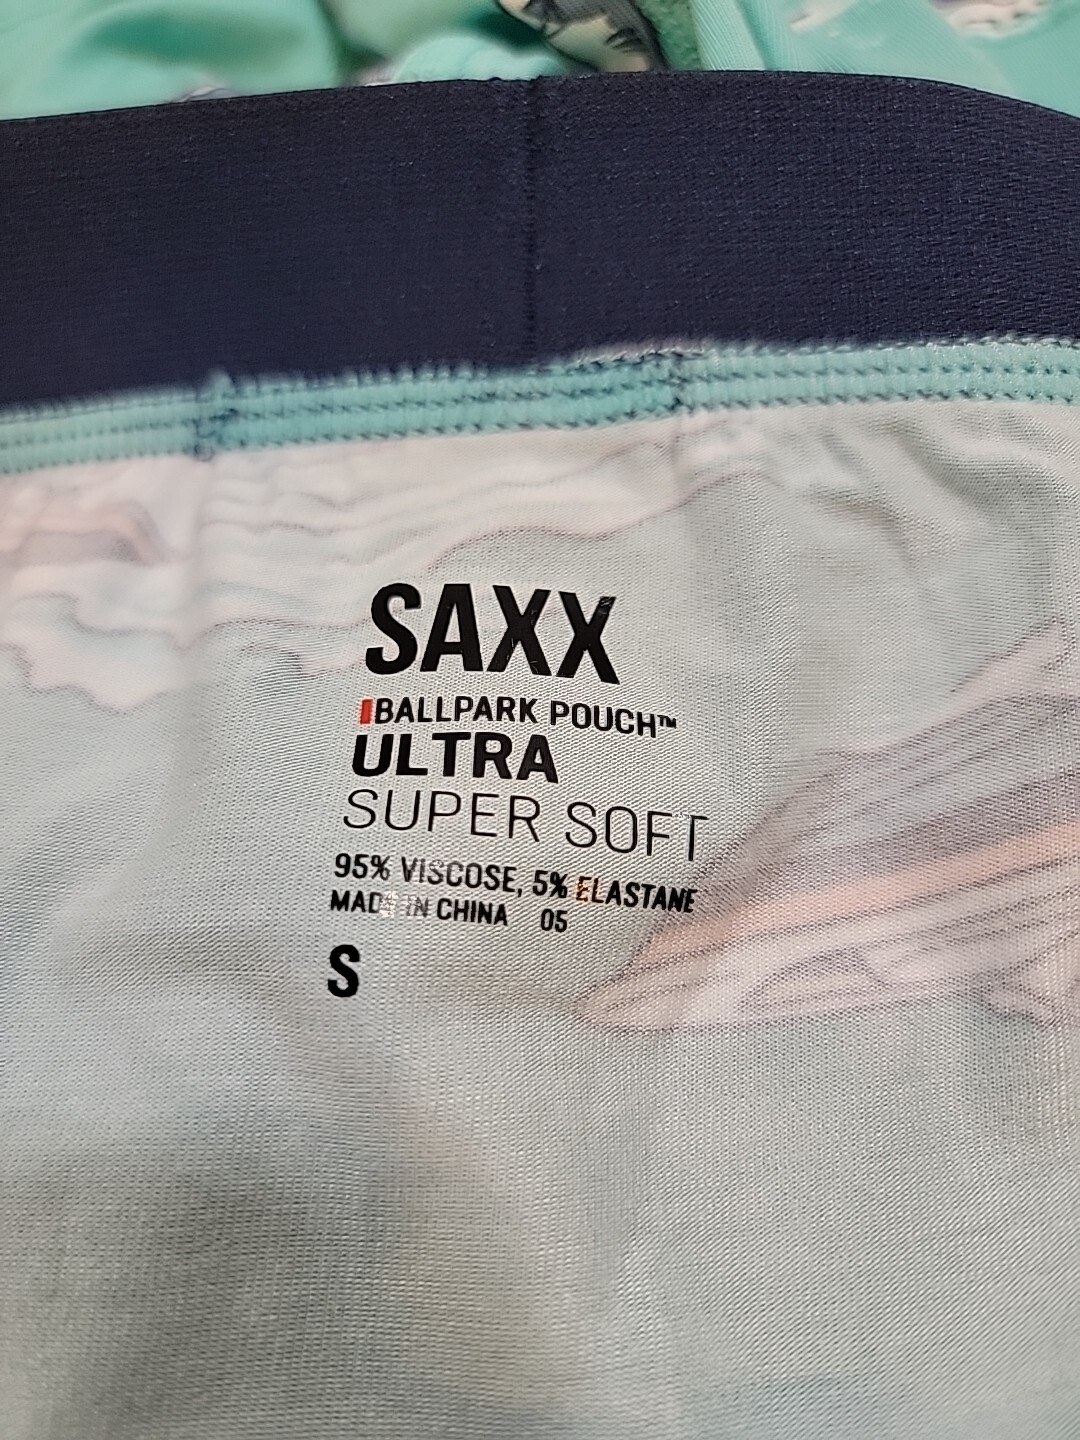 SAXX
BALLPARK POUCH™
ULTRA
SUPER SOFT
95% VISCOSE, 5% ELASTANE
MADE IN CHINA 05
S